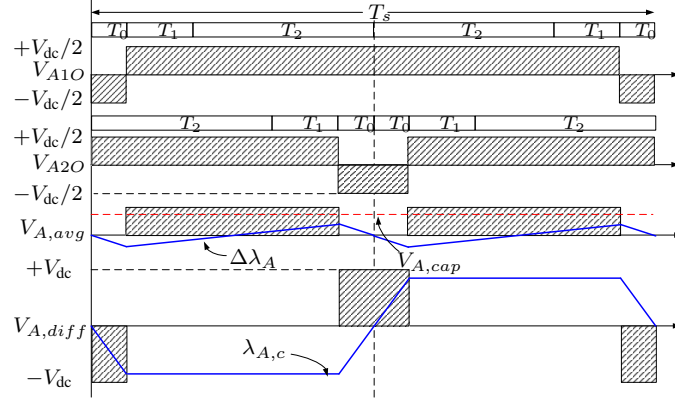 T_s
T_0 T_1 T_2 T_2 T_1 T_0
+V_dc/2
V_A1O
−V_dc/2
T_2 T_1 T_0 T_0 T_1 T_2
+V_dc/2
V_A2O
−V_dc/2
V_A,avg
Δλ_A V_A,cap
+V_dc
V_A,diff
λ_A,c
−V_dc